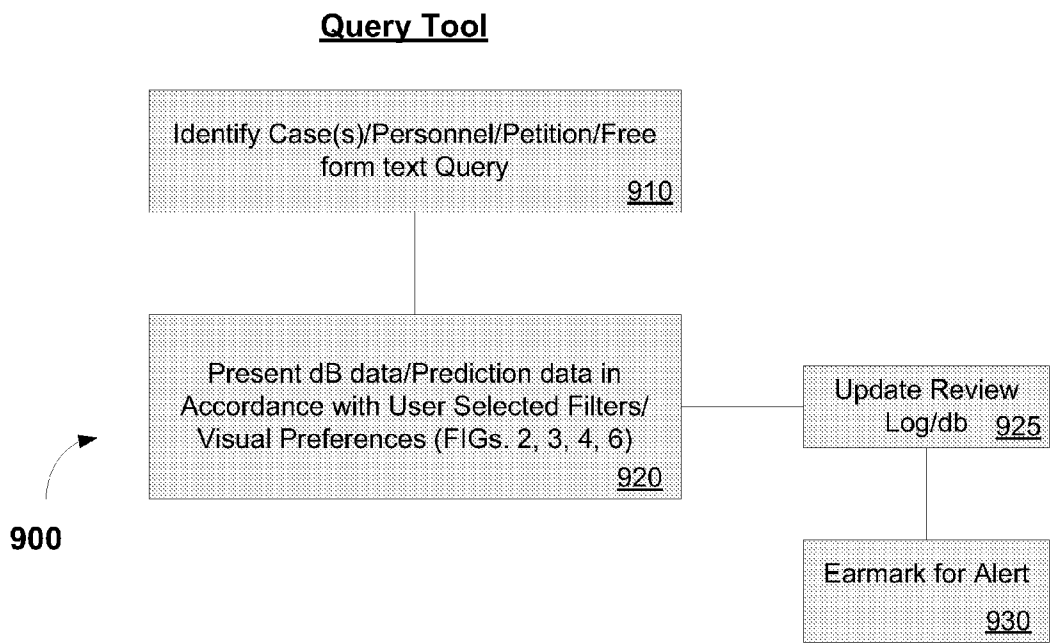 Query Tool
Identify Case(s)/Personnel/Petition/Free
form text Query
910
Present dB data/Prediction data in
Accordance with User Selected Filters/
Visual Preferences (FIGs. 2, 3, 4, 6)
920
Update Review
Log/db 925
Earmark for Alert
930
900